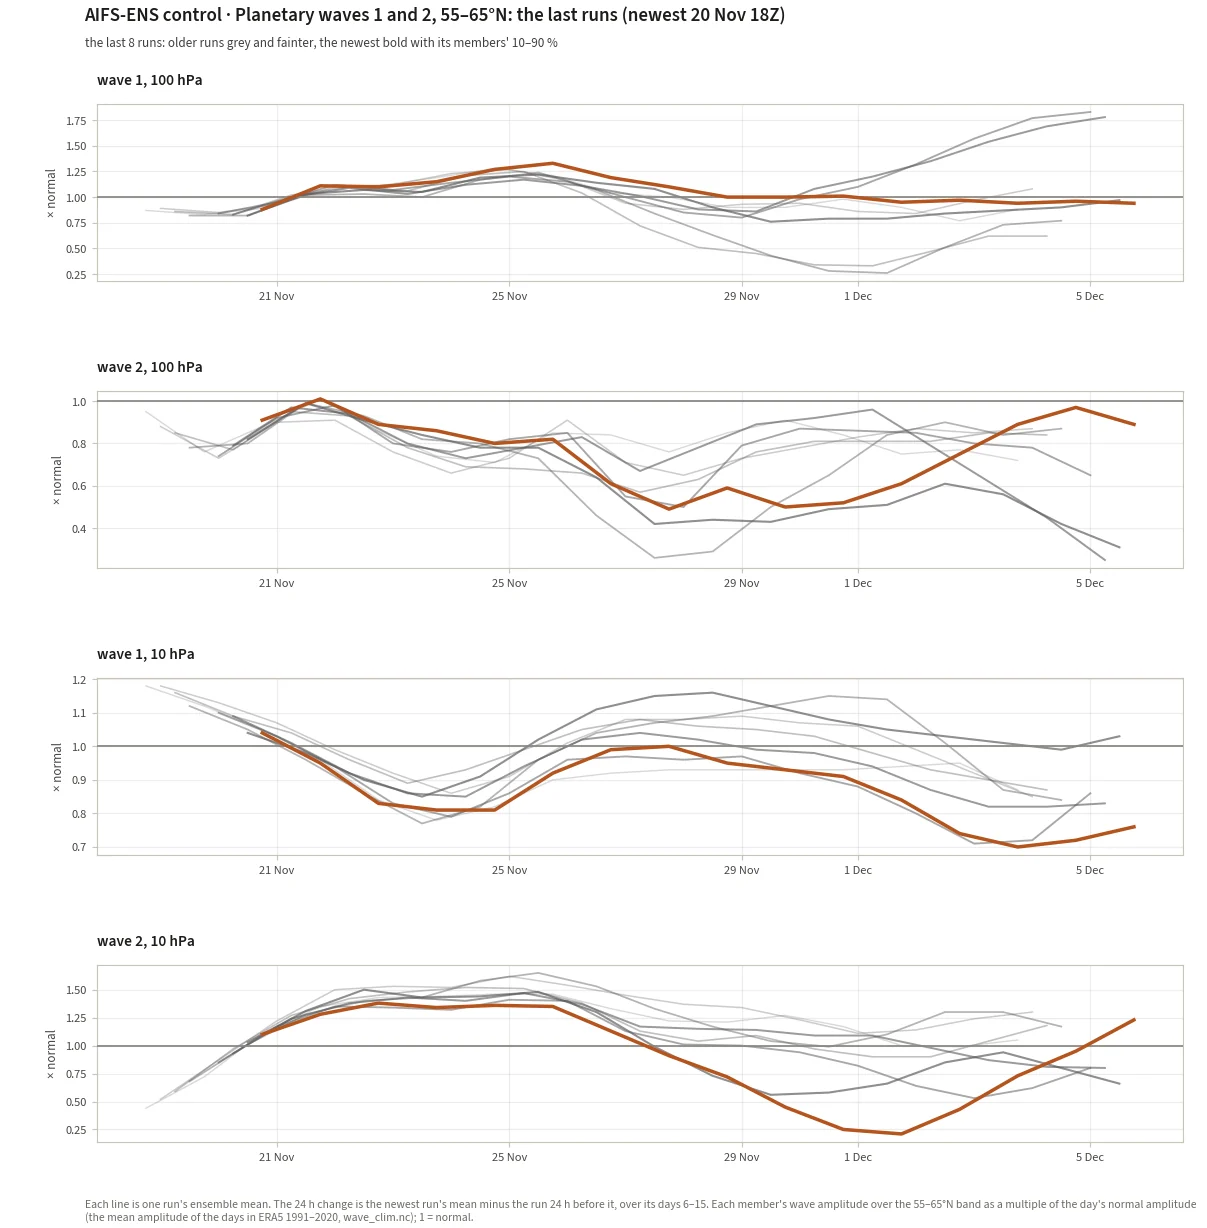 AIFS-ENS control · Planetary waves 1 and 2, 55–65°N: the last runs (newest 20 Nov 18Z)
the last 8 runs: older runs grey and fainter, the newest bold with its members' 10–90 %
wave 1, 100 hPa
1.75
1.50
1.25
1.00
0.75
0.50
0.25
× normal
21 Nov 25 Nov 29 Nov 1 Dec 5 Dec
wave 2, 100 hPa
1.0
0.8
0.6
0.4
× normal
21 Nov 25 Nov 29 Nov 1 Dec 5 Dec
wave 1, 10 hPa
1.2
1.1
1.0
0.9
0.8
0.7
× normal
21 Nov 25 Nov 29 Nov 1 Dec 5 Dec
wave 2, 10 hPa
1.50
1.25
1.00
0.75
0.50
0.25
× normal
21 Nov 25 Nov 29 Nov 1 Dec 5 Dec
Each line is one run's ensemble mean. The 24 h change is the newest run's mean minus the run 24 h before it, over its days 6–15. Each member's wave amplitude over the 55–65°N band as a multiple of the day's normal amplitude
(the mean amplitude of the days in ERA5 1991–2020, wave_clim.nc); 1 = normal.